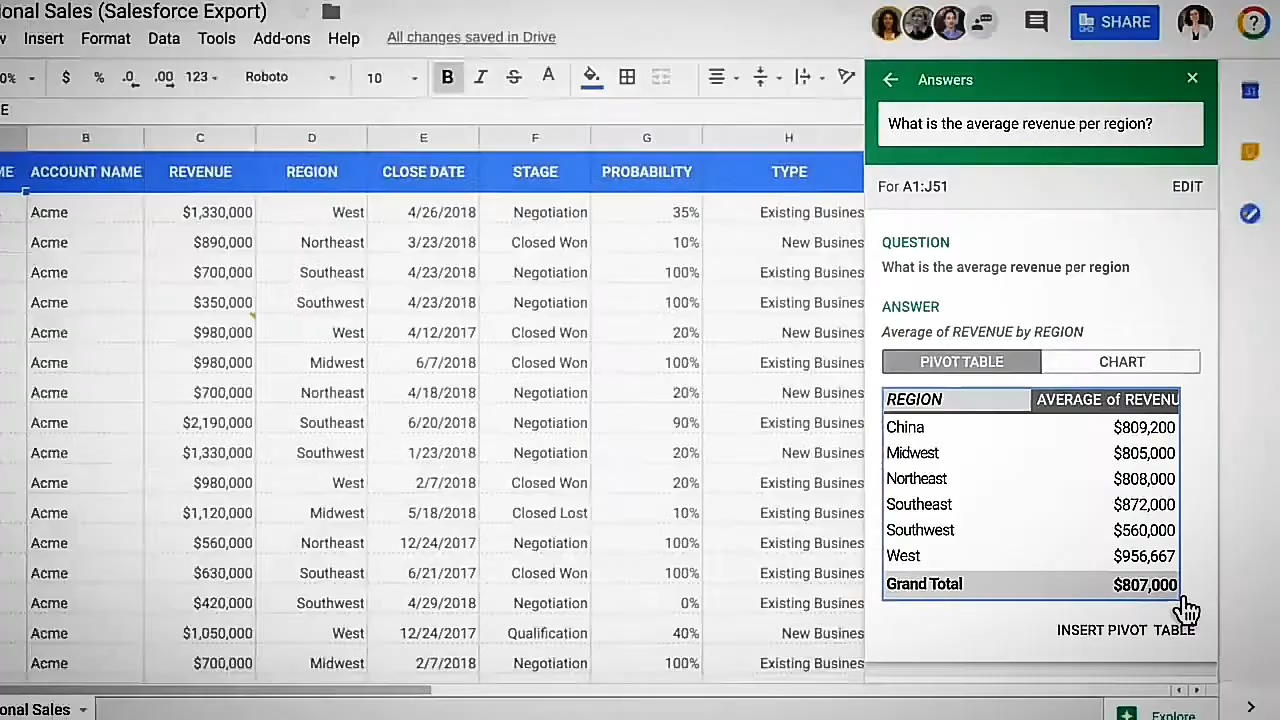 onal Sales (Salesforce Export)
w Insert Format Data Tools Add-ons Help All changes saved in Drive
SHARE
0% $ % .0 .00 123 Roboto 10 B I S A
E
B C D E F G H
ME ACCOUNT NAME REVENUE REGION CLOSE DATE STAGE PROBABILITY TYPE
Acme $1,330,000 West 4/26/2018 Negotiation 35% Existing Busines
Acme $890,000 Northeast 3/23/2018 Closed Won 10% New Busines
Acme $700,000 Southeast 4/23/2018 Negotiation 100% Existing Busines
Acme $350,000 Southwest 4/23/2018 Negotiation 100% Existing Busines
Acme $980,000 West 4/12/2017 Closed Won 20% New Busines
Acme $980,000 Midwest 6/7/2018 Closed Won 100% Existing Busines
Acme $700,000 Northeast 4/18/2018 Negotiation 20% New Busines
Acme $2,190,000 Southeast 6/20/2018 Negotiation 90% Existing Busines
Acme $1,330,000 Southwest 1/23/2018 Negotiation 20% New Busines
Acme $980,000 West 2/7/2018 Closed Won 20% Existing Busines
Acme $1,120,000 Midwest 5/18/2018 Closed Lost 10% Existing Busines
Acme $560,000 Northeast 12/24/2017 Negotiation 100% Existing Busines
Acme $630,000 Southeast 6/21/2017 Closed Won 100% Existing Busines
Acme $420,000 Southwest 4/29/2018 Negotiation 0% Existing Busines
Acme $1,050,000 West 12/24/2017 Qualification 40% New Busines
Acme $700,000 Midwest 2/7/2018 Negotiation 100% Existing Busines
onal Sales
Answers
What is the average revenue per region?
For A1:J51 EDIT
QUESTION
What is the average revenue per region
ANSWER
Average of REVENUE by REGION
PIVOT TABLE CHART
REGION AVERAGE of REVENU
China $809,200
Midwest $805,000
Northeast $808,000
Southeast $872,000
Southwest $560,000
West $956,667
Grand Total $807,000
INSERT PIVOT TABLE
Explore
31